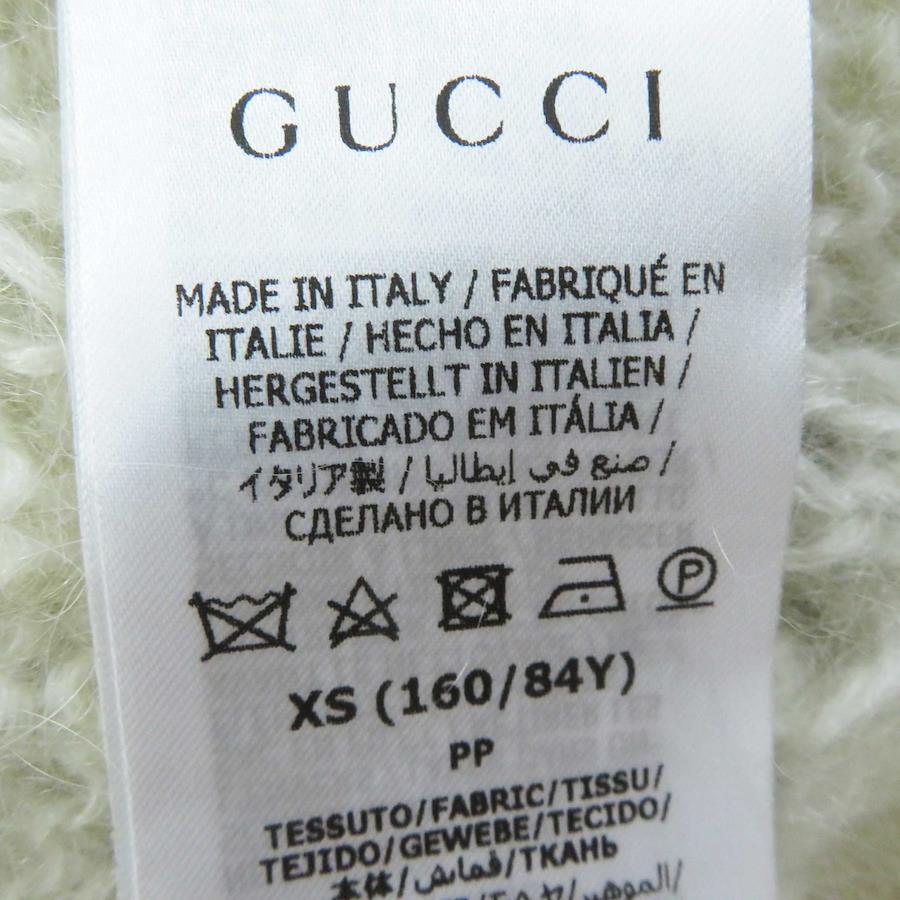 GUCCI
MADE IN ITALY / FABRIQUÉ EN
ITALIE / HECHO EN ITALIA /
HERGESTELLT IN ITALIEN /
FABRICADO EM ITÁLIA /
イタリア製 / صنع في إيطاليا /
СДЕЛАНО В ИТАЛИИ
P
XS (160/84Y)
PP
TESSUTO/FABRIC/TISSU/
TEJIDO/GEWEBE/TECIDO/
本体/قماش/ТКАНЬ
الموهير/